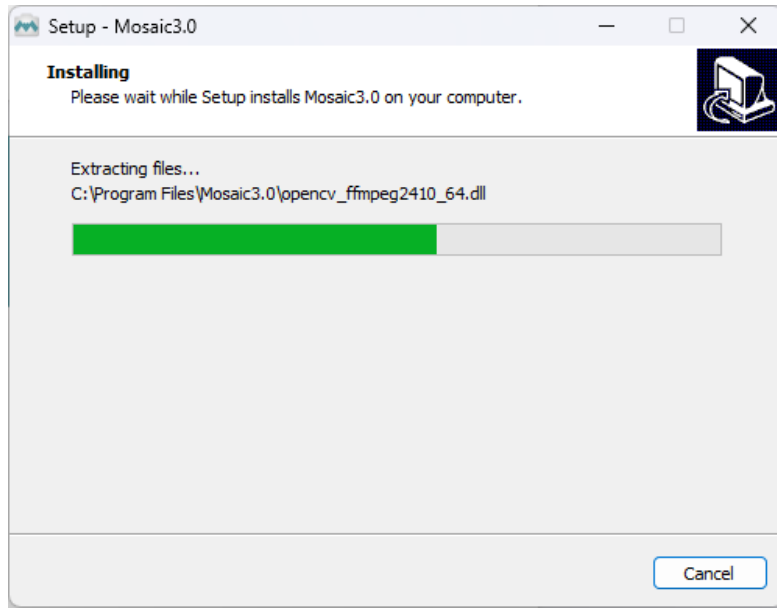 Setup - Mosaic3.0
Installing
Please wait while Setup installs Mosaic3.0 on your computer.
Extracting files...
C:\Program Files\Mosaic3.0\opencv_ffmpeg2410_64.dll
Cancel